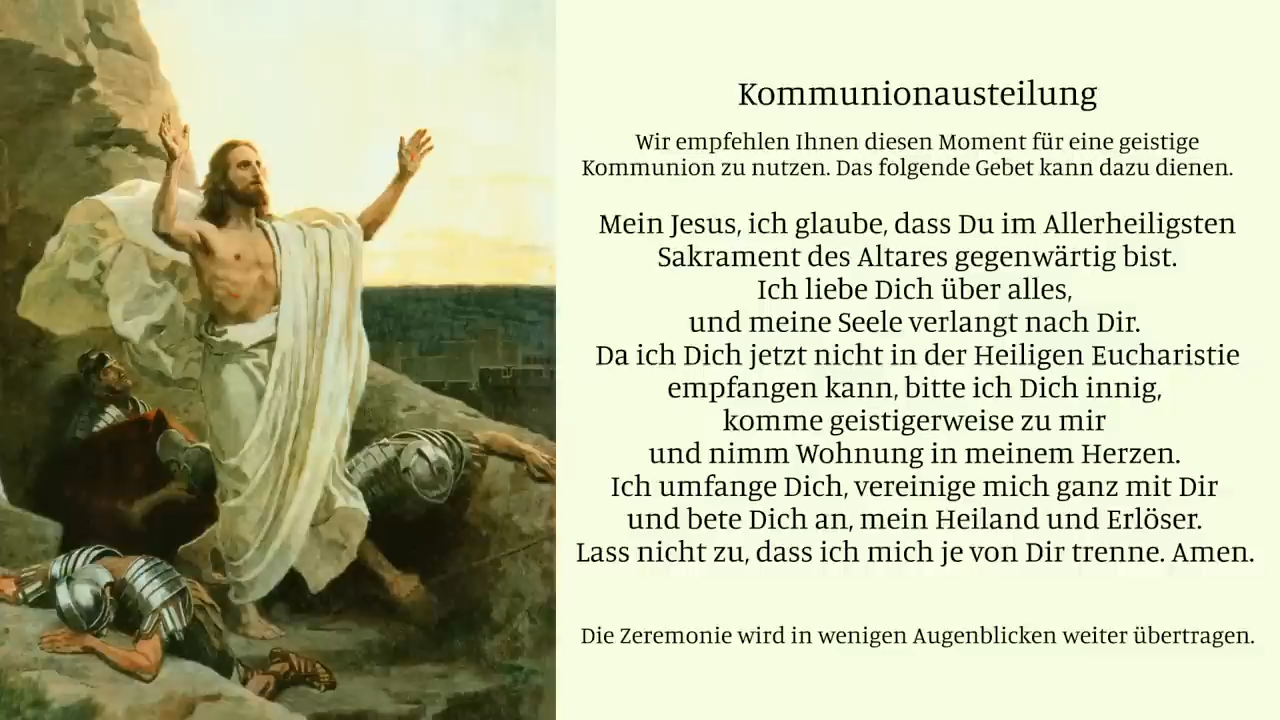 Kommunionausteilung
Wir empfehlen Ihnen diesen Moment für eine geistige
Kommunion zu nutzen. Das folgende Gebet kann dazu dienen.
Mein Jesus, ich glaube, dass Du im Allerheiligsten
Sakrament des Altares gegenwärtig bist.
Ich liebe Dich über alles,
und meine Seele verlangt nach Dir.
Da ich Dich jetzt nicht in der Heiligen Eucharistie
empfangen kann, bitte ich Dich innig,
komme geistigerweise zu mir
und nimm Wohnung in meinem Herzen.
Ich umfange Dich, vereinige mich ganz mit Dir
und bete Dich an, mein Heiland und Erlöser.
Lass nicht zu, dass ich mich je von Dir trenne. Amen.
Die Zeremonie wird in wenigen Augenblicken weiter übertragen.